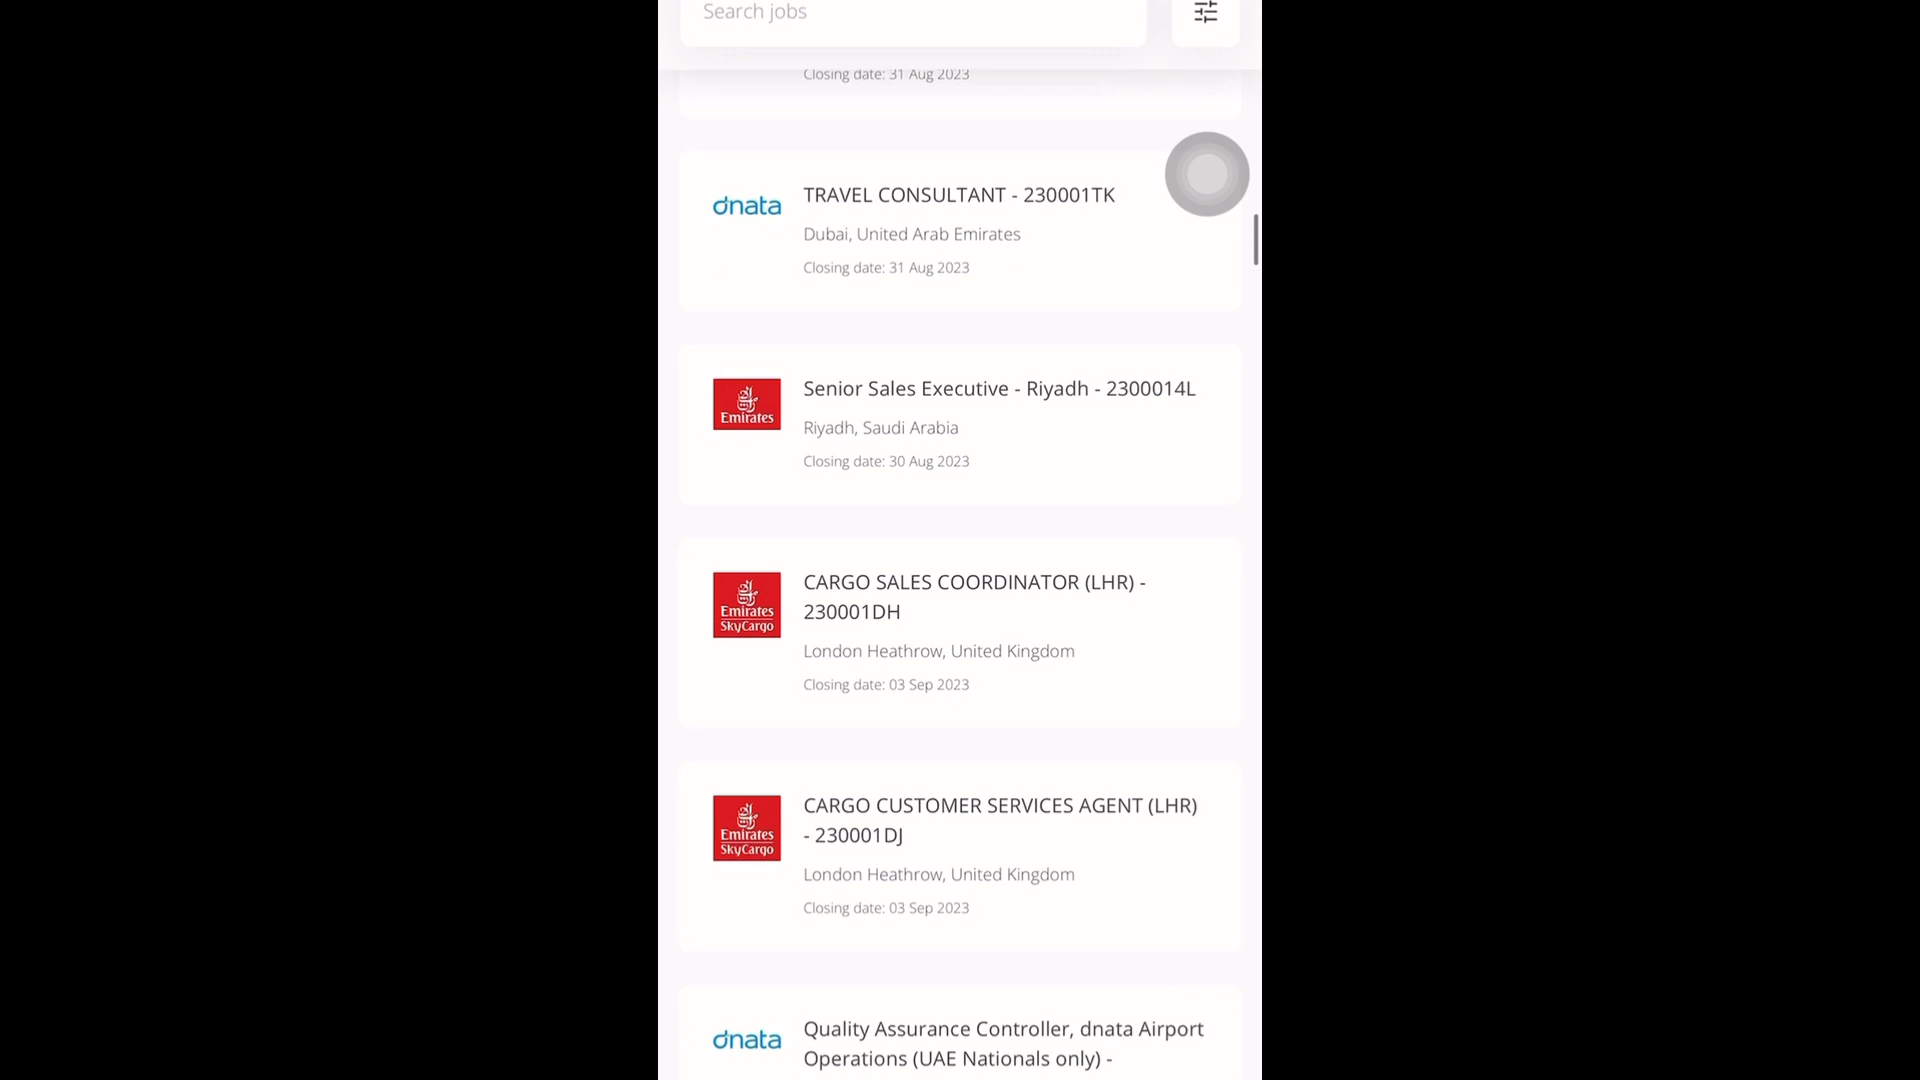 Search jobs
Closing date: 31 Aug 2023
dnata
TRAVEL CONSULTANT - 230001TK
Dubai, United Arab Emirates
Closing date: 31 Aug 2023
Emirates
Senior Sales Executive - Riyadh - 2300014L
Riyadh, Saudi Arabia
Closing date: 30 Aug 2023
Emirates
SkyCargo
CARGO SALES COORDINATOR (LHR) -
230001DH
London Heathrow, United Kingdom
Closing date: 03 Sep 2023
Emirates
SkyCargo
CARGO CUSTOMER SERVICES AGENT (LHR)
- 230001DJ
London Heathrow, United Kingdom
Closing date: 03 Sep 2023
dnata
Quality Assurance Controller, dnata Airport
Operations (UAE Nationals only) -